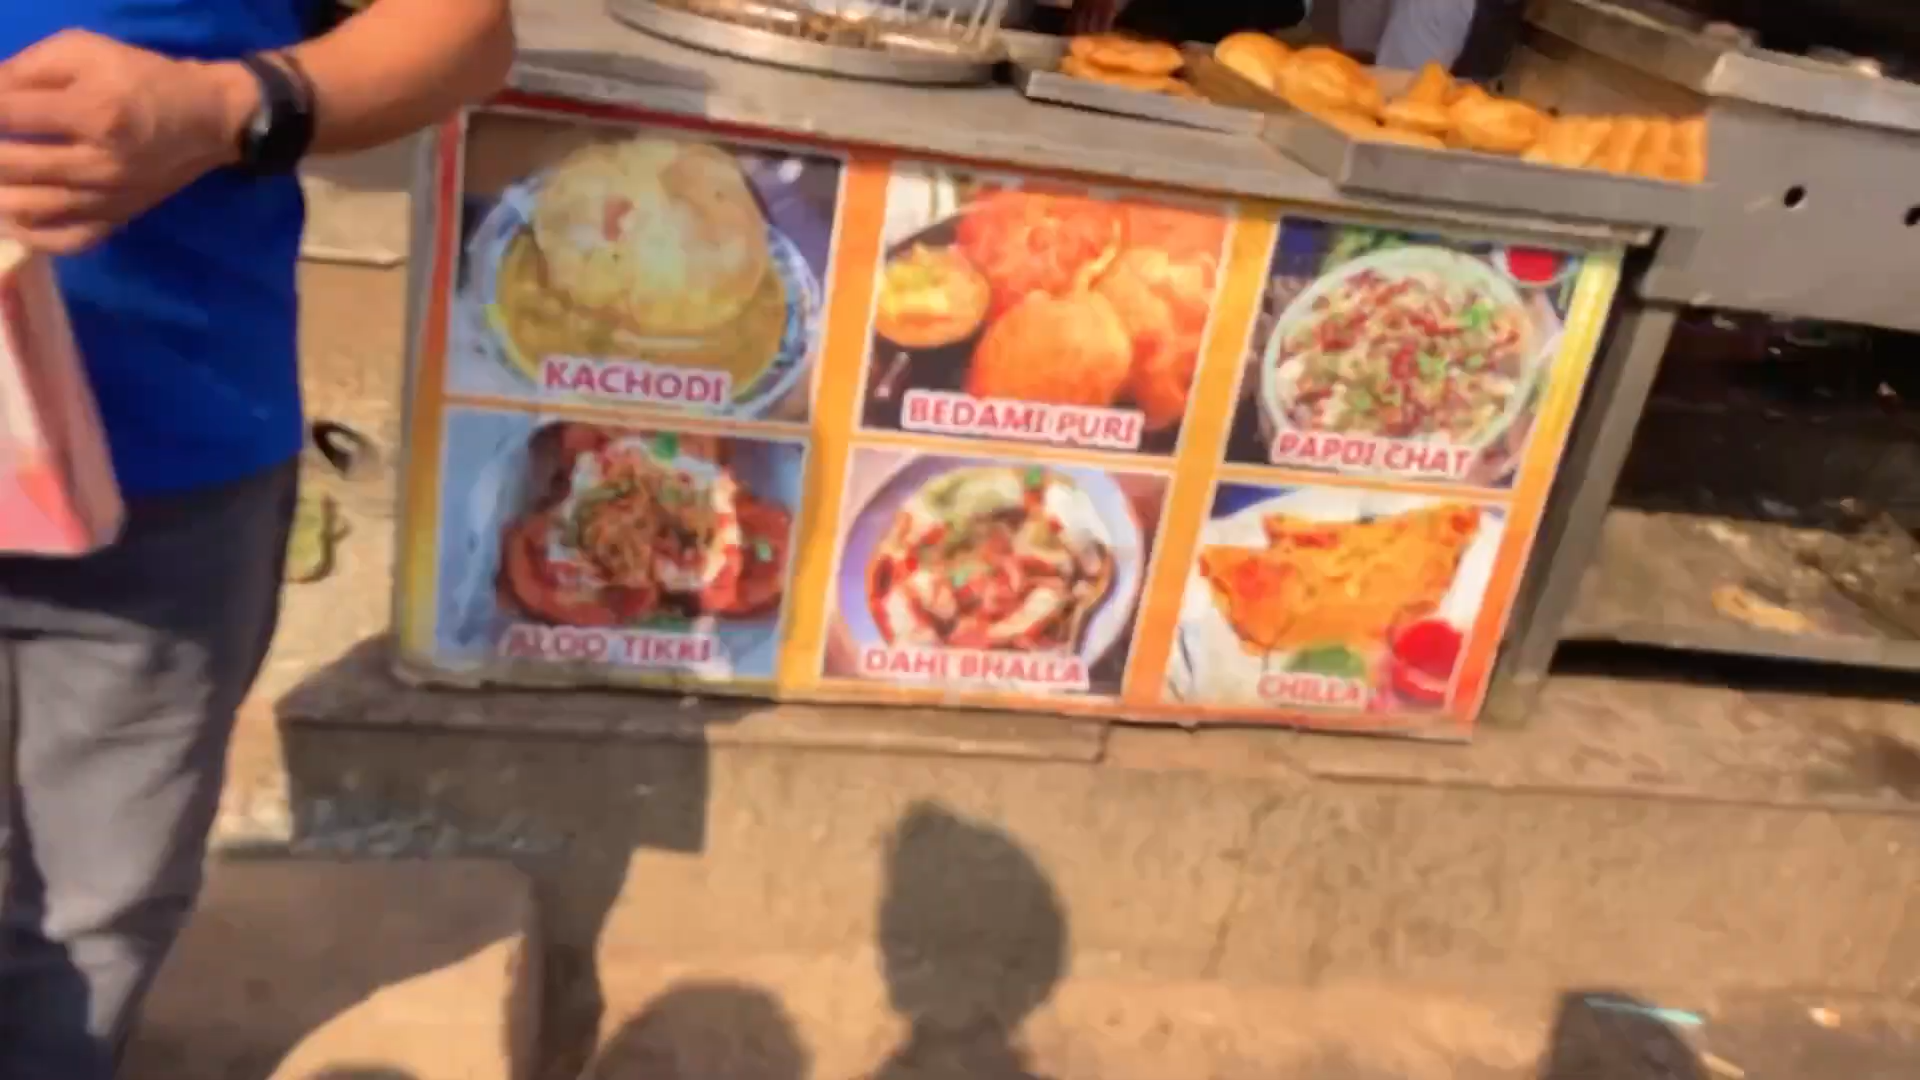 KACHODI
BEDAMI PURI
PAPDI CHAT
ALOO TIKKI
DAHI BHALLA
CHILLA